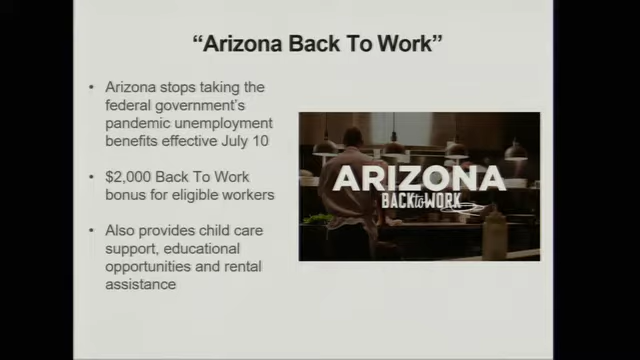 “Arizona Back To Work”
• Arizona stops taking the
federal government’s
pandemic unemployment
benefits effective July 10
• $2,000 Back To Work
bonus for eligible workers
• Also provides child care
support, educational
opportunities and rental
assistance
ARIZONA
BACK to WORK